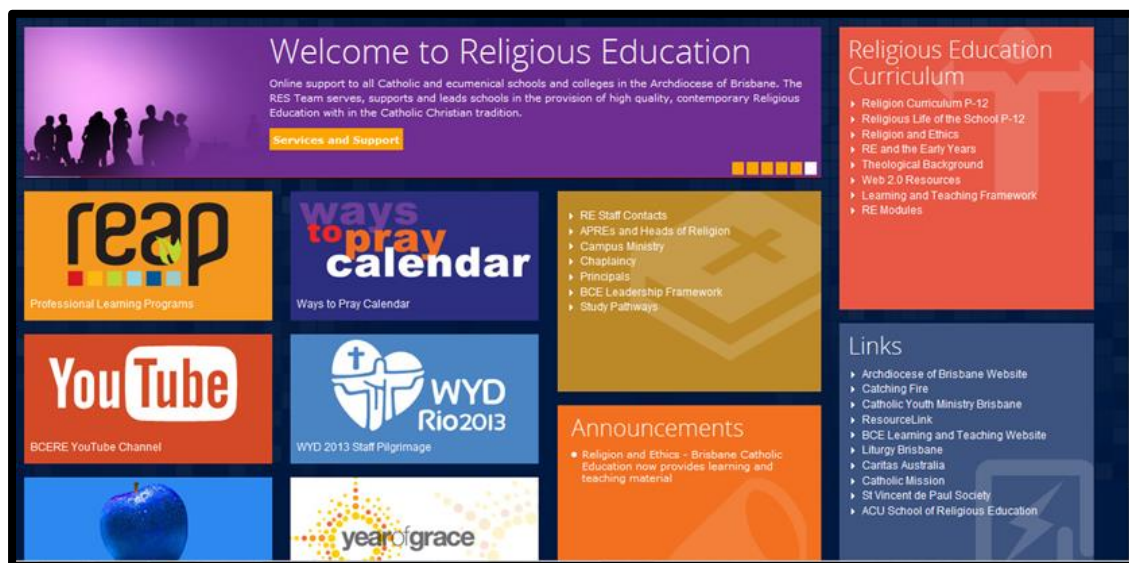 Welcome to Religious Education
Online support to all Catholic and ecumenical schools and colleges in the Archdiocese of Brisbane. The
RES Team serves, supports and leads schools in the provision of high quality, contemporary Religious
Education with in the Catholic Christian tradition.
Services and Support
reap
Professional Learning Programs
ways
to pray
calendar
Ways to Pray Calendar
RE Staff Contacts
APREs and Heads of Religion
Campus Ministry
Chaplaincy
Principals
BCE Leadership Framework
Study Pathways
YouTube
BCERE YouTube Channel
WYD
Rio2013
WYD 2013 Staff Pilgrimage
yearofgrace
Announcements
Religion and Ethics - Brisbane Catholic
Education now provides learning and
teaching material
Religious Education
Curriculum
Religion Curriculum P-12
Religious Life of the School P-12
Religion and Ethics
RE and the Early Years
Theological Background
Web 2.0 Resources
Learning and Teaching Framework
RE Modules
Links
Archdiocese of Brisbane Website
Catching Fire
Catholic Youth Ministry Brisbane
ResourceLink
BCE Learning and Teaching Website
Liturgy Brisbane
Caritas Australia
Catholic Mission
St Vincent de Paul Society
ACU School of Religious Education